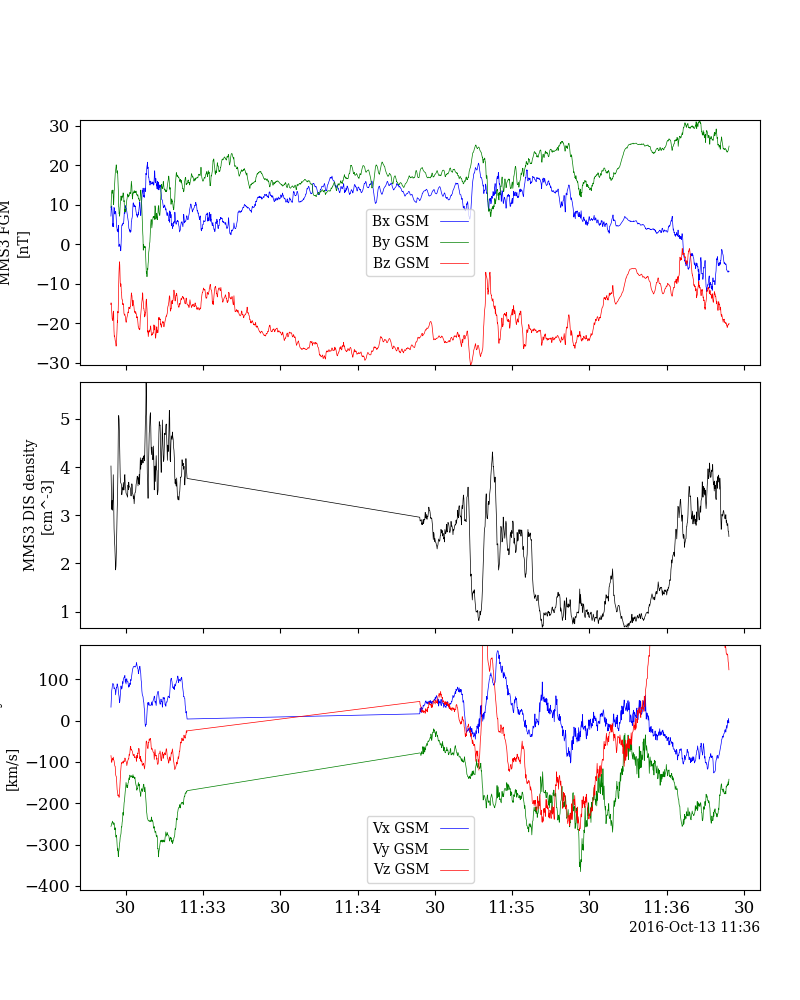 30
20
10
0
−10
−20
−30
MMS3 FGM
[nT]
Bx GSM
By GSM
Bz GSM
5
4
3
2
1
MMS3 DIS density
[cm^-3]
100
0
−100
−200
−300
−400
[km/s]
Vx GSM
Vy GSM
Vz GSM
30 11:33 30 11:34 30 11:35 30 11:36 30
2016-Oct-13 11:36